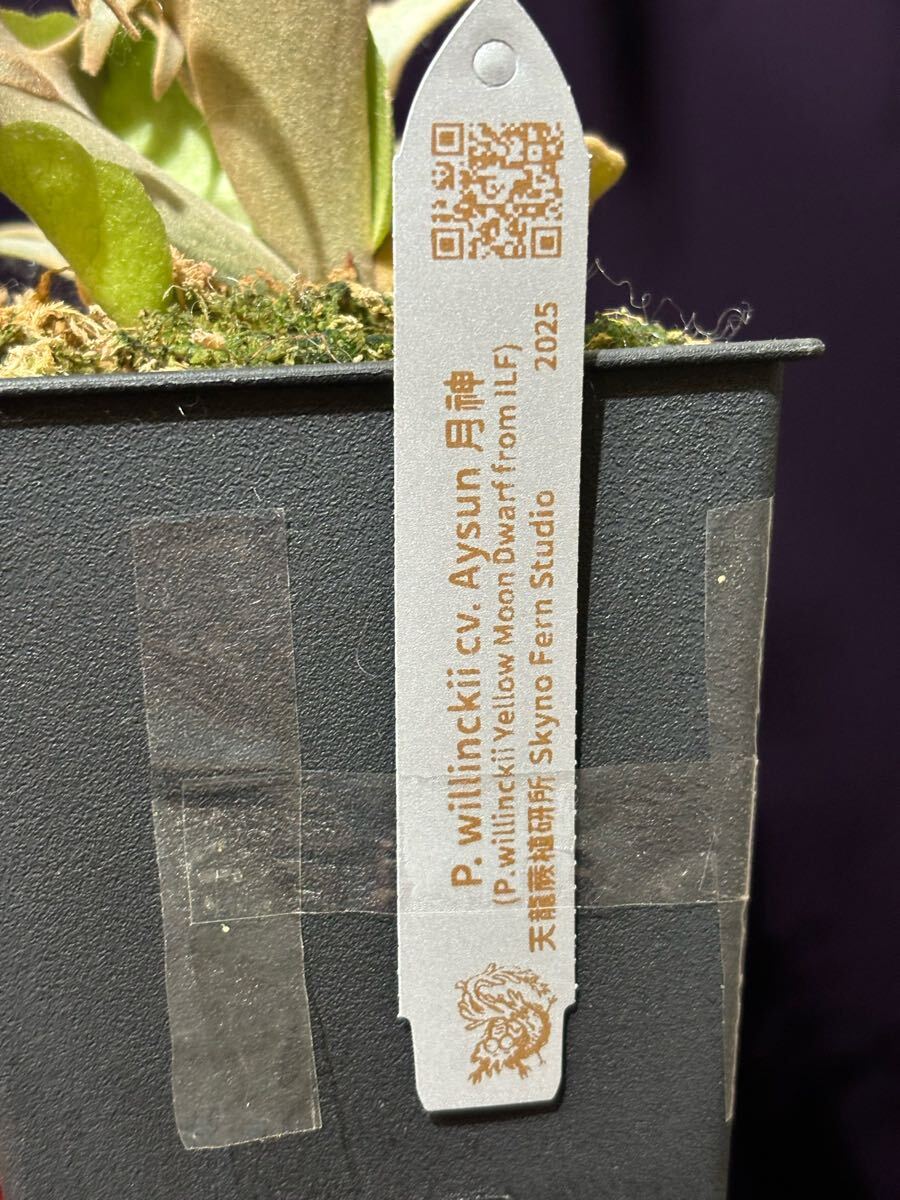 P. willinckii cv. Aysun 月神
(P.willinckii Yellow Moon Dwarf from ILF)
天龍蕨植研所 Skyno Fern Studio 2025